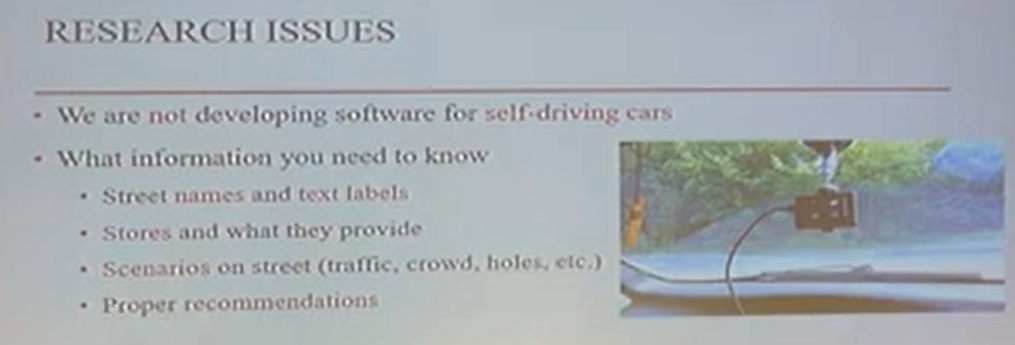 RESEARCH ISSUES
• We are not developing software for self-driving cars
• What information you need to know
• Street names and text labels
• Stores and what they provide
• Scenarios on street (traffic, crowd, holes, etc.)
• Proper recommendations